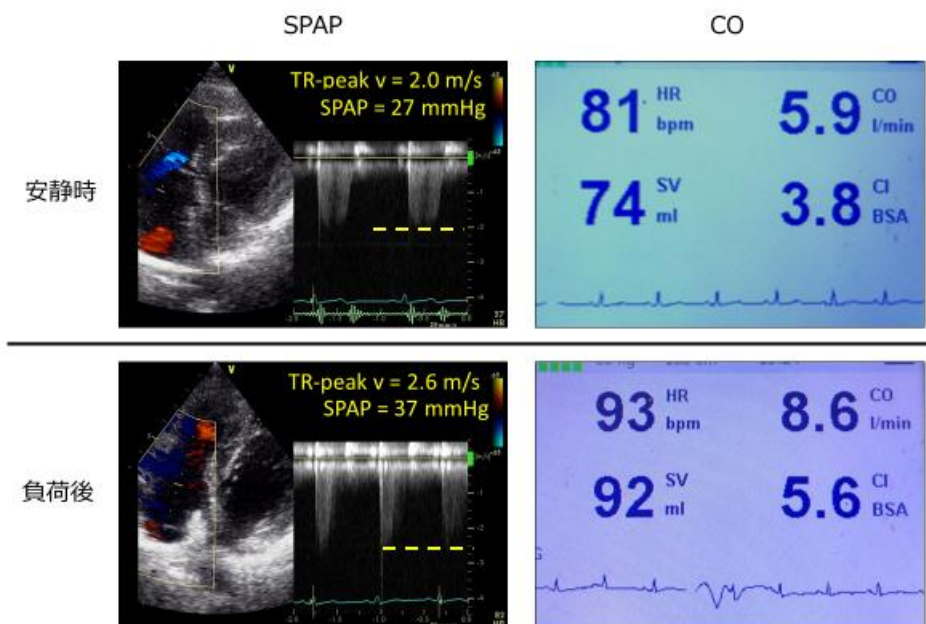 SPAP
CO
安静時
V
TR-peak v = 2.0 m/s
SPAP = 27 mmHg
81 HR bpm
5.9 CO l/min
74 SV ml
3.8 CI BSA
負荷後
V
TR-peak v = 2.6 m/s
SPAP = 37 mmHg
93 HR bpm
8.6 CO l/min
92 SV ml
5.6 CI BSA